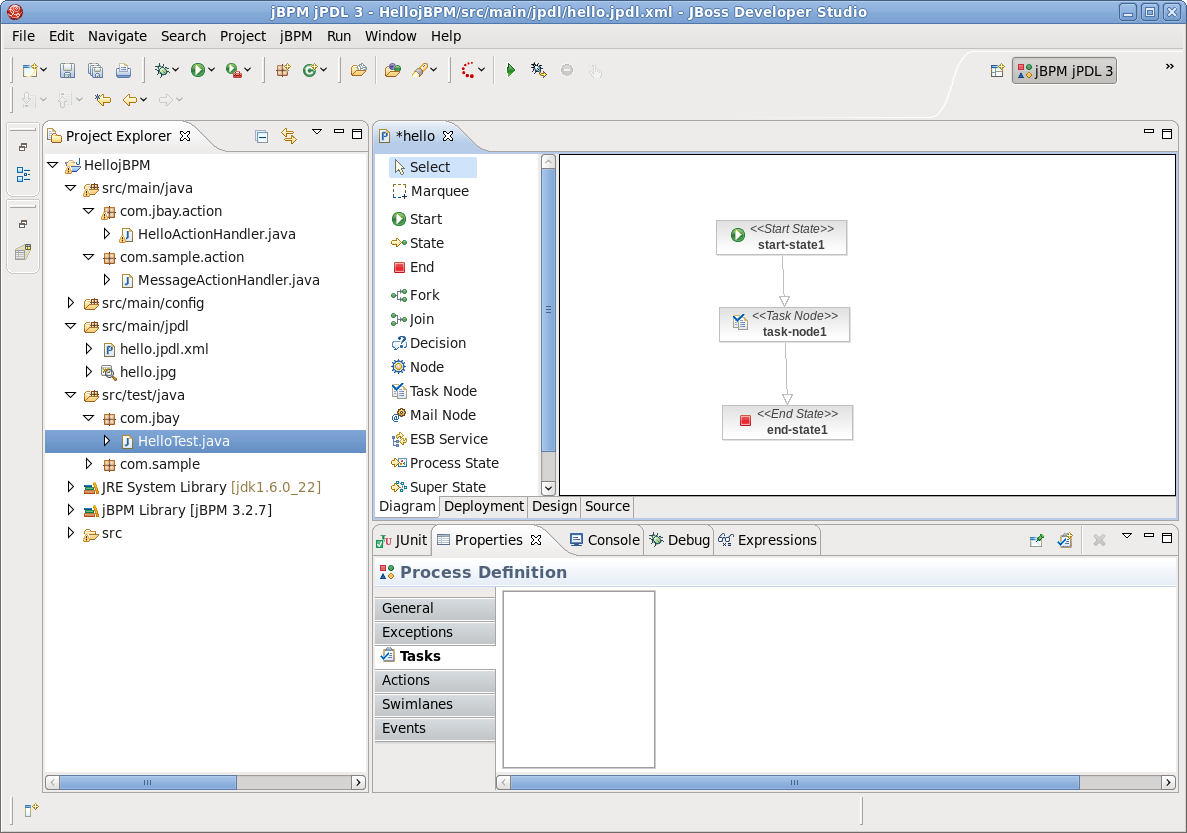 jBPM jPDL 3 - HellojBPM/src/main/jpdl/hello.jpdl.xml - JBoss Developer Studio
File Edit Navigate Search Project jBPM Run Window Help
jBPM jPDL 3
Project Explorer
HellojBPM
src/main/java
com.jbay.action
HelloActionHandler.java
com.sample.action
MessageActionHandler.java
src/main/config
src/main/jpdl
hello.jpdl.xml
hello.jpg
src/test/java
com.jbay
HelloTest.java
com.sample
JRE System Library [jdk1.6.0_22]
jBPM Library [jBPM 3.2.7]
src
*hello
Select
Marquee
Start
State
End
Fork
Join
Decision
Node
Task Node
Mail Node
ESB Service
Process State
Super State
<<Start State>>
start-state1
<<Task Node>>
task-node1
<<End State>>
end-state1
Diagram Deployment Design Source
JUnit Properties Console Debug Expressions
Process Definition
General
Exceptions
Tasks
Actions
Swimlanes
Events